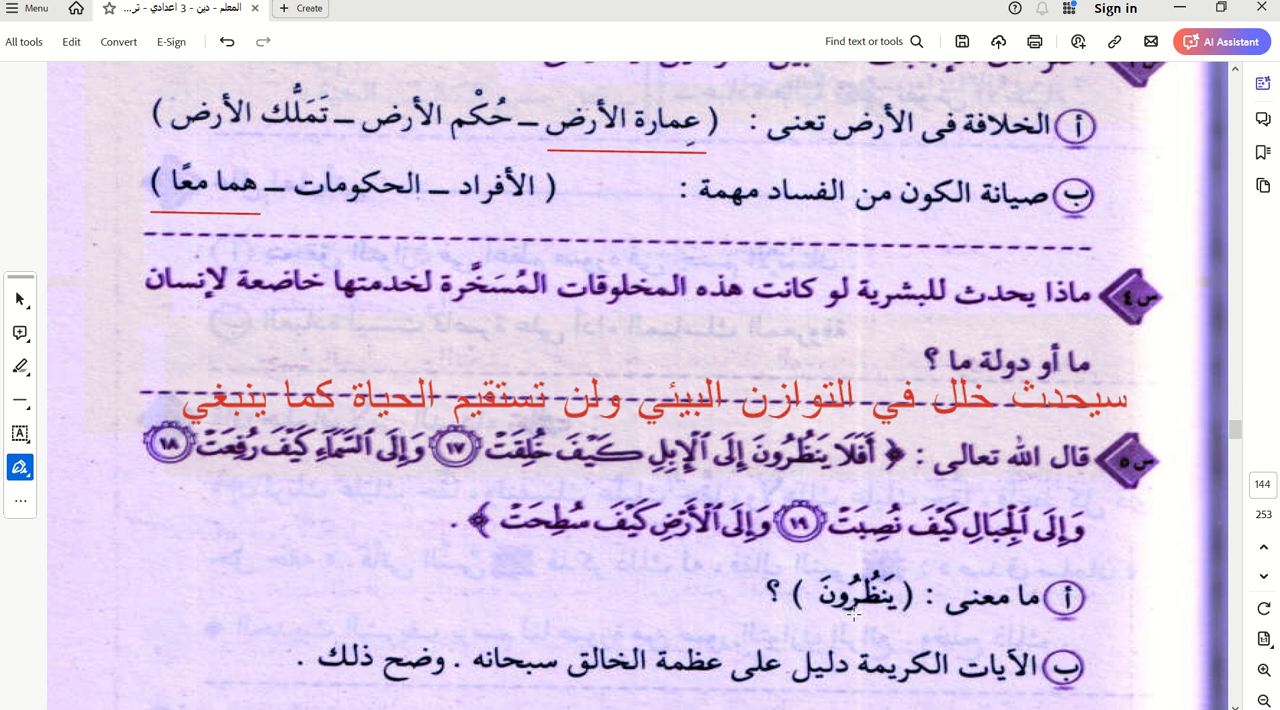 Menu
المعلم - دين - 3 اعدادي - تر...
Create
Sign in
All tools
Edit
Convert
E-Sign
Find text or tools
AI Assistant
أ الخلافة فى الأرض تعنى : ( عِمارة الأرض – حُكْم الأرض – تَمَلُّك الأرض )
ب صيانة الكون من الفساد مهمة : ( الأفراد – الحكومات – هما معًا )
س٤ ماذا يحدث للبشرية لو كانت هذه المخلوقات المُسَخَّرة لخدمتها خاضعة لإنسان
ما أو دولة ما ؟
سيحدث خلل في التوازن البيئي ولن تستقيم الحياة كما ينبغي
س٥ قال الله تعالى : ﴿ أَفَلَا يَنظُرُونَ إِلَى ٱلْإِبِلِ كَيْفَ خُلِقَتْ ١٧ وَإِلَى ٱلسَّمَاءِ كَيْفَ رُفِعَتْ ١٨
وَإِلَى ٱلْجِبَالِ كَيْفَ نُصِبَتْ ١٩ وَإِلَى ٱلْأَرْضِ كَيْفَ سُطِحَتْ ﴾ .
أ ما معنى : ( يَنظُرُونَ ) ؟
ب الآيات الكريمة دليل على عظمة الخالق سبحانه . وضح ذلك .
144
253